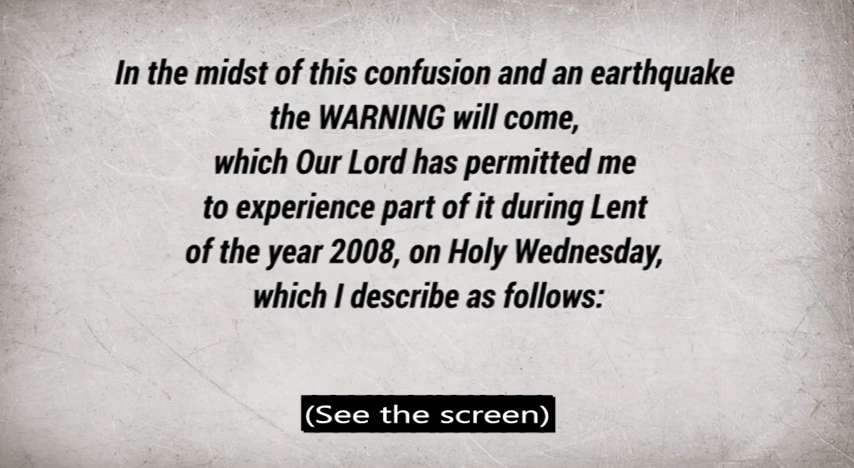 In the midst of this confusion and an earthquake
the WARNING will come,
which Our Lord has permitted me
to experience part of it during Lent
of the year 2008, on Holy Wednesday,
which I describe as follows:
(See the screen)